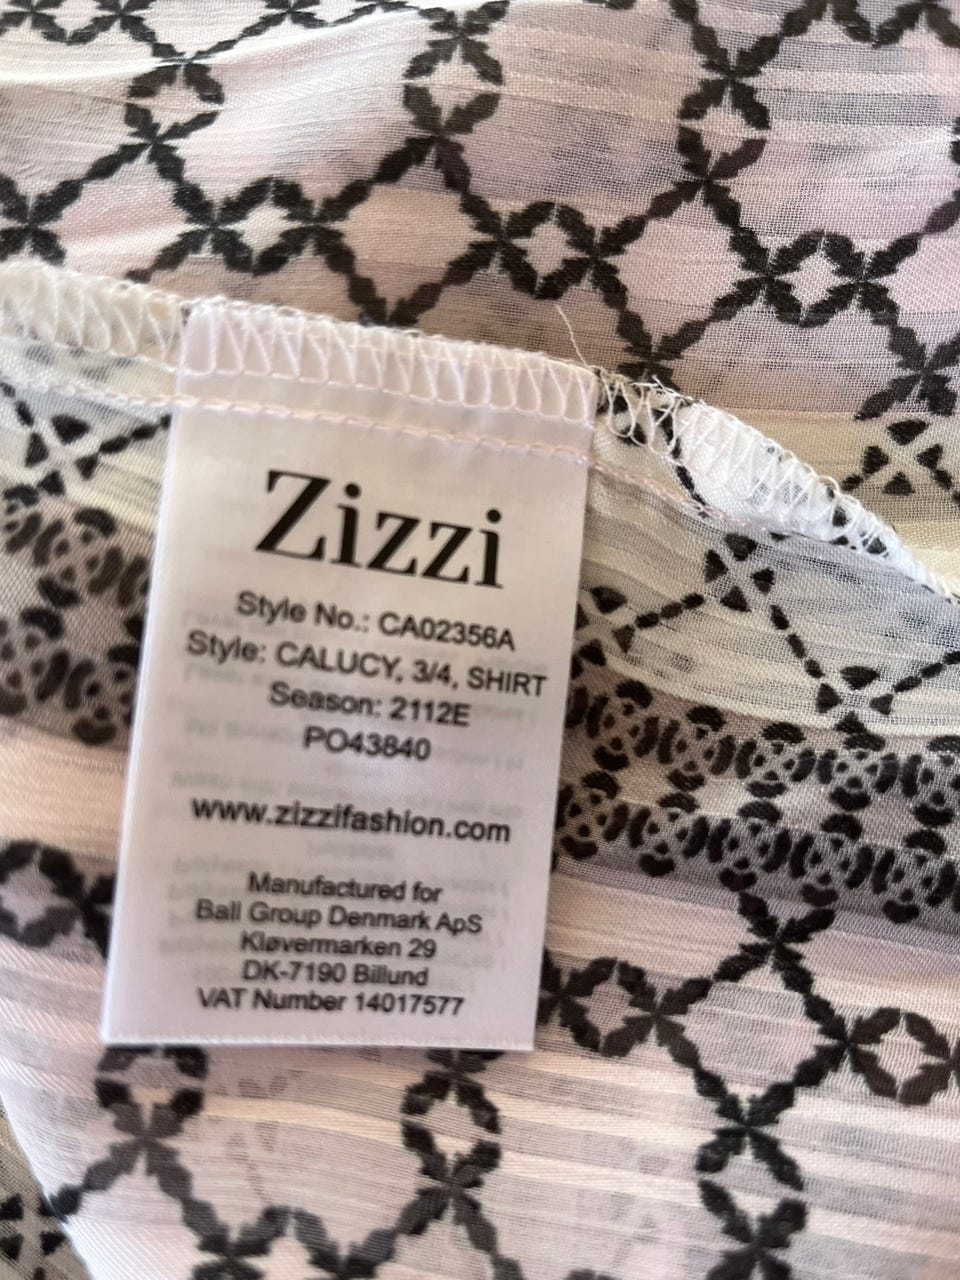 Zizzi
Style No.: CA02356A
Style: CALUCY, 3/4, SHIRT
Season: 2112E
PO43840
www.zizzifashion.com
Manufactured for
Ball Group Denmark ApS
Kløvermarken 29
DK-7190 Billund
VAT Number 14017577